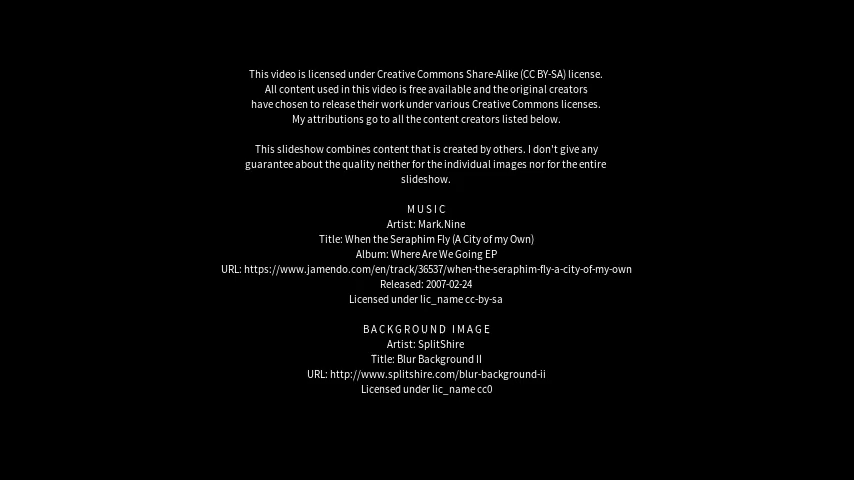 This video is licensed under Creative Commons Share-Alike (CC BY-SA) license.
All content used in this video is free available and the original creators
have chosen to release their work under various Creative Commons licenses.
My attributions go to all the content creators listed below.
This slideshow combines content that is created by others. I don't give any
guarantee about the quality neither for the individual images nor for the entire
slideshow.
MUSIC
Artist: Mark.Nine
Title: When the Seraphim Fly (A City of my Own)
Album: Where Are We Going EP
URL: https://www.jamendo.com/en/track/36537/when-the-seraphim-fly-a-city-of-my-own
Released: 2007-02-24
Licensed under lic_name cc-by-sa
BACKGROUND IMAGE
Artist: SplitShire
Title: Blur Background II
URL: http://www.splitshire.com/blur-background-ii
Licensed under lic_name cc0